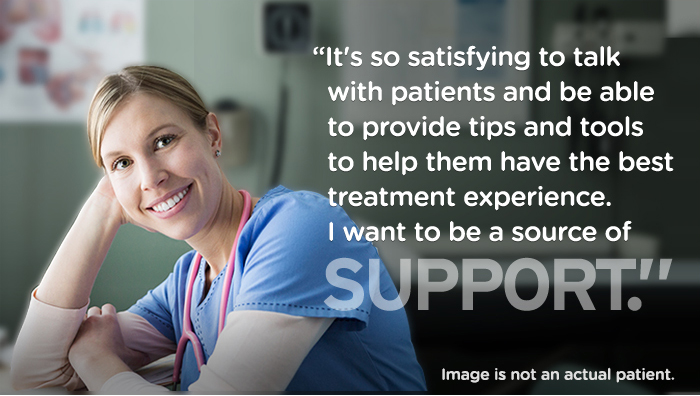 “It's so satisfying to talk
with patients and be able
to provide tips and tools
to help them have the best
treatment experience.
I want to be a source of
SUPPORT."
Image is not an actual patient.